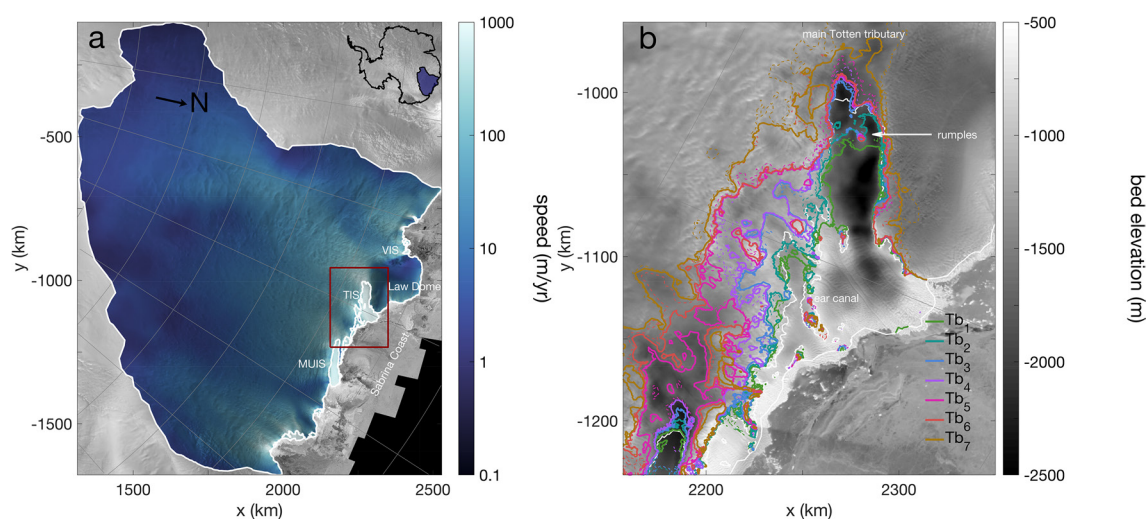 a
N
VIS
Law Dome
TIS
MUIS
Sabrina Coast
-500
-1000
-1500
y (km)
1500
2000
2500
x (km)
1000
100
10
1
0.1
speed (m/yr)
b
main Totten tributary
rumples
ear canal
Tb1
Tb2
Tb3
Tb4
Tb5
Tb6
Tb7
-1000
-1100
-1200
y (km)
2200
2300
x (km)
-500
-1000
-1500
-2000
-2500
bed elevation (m)